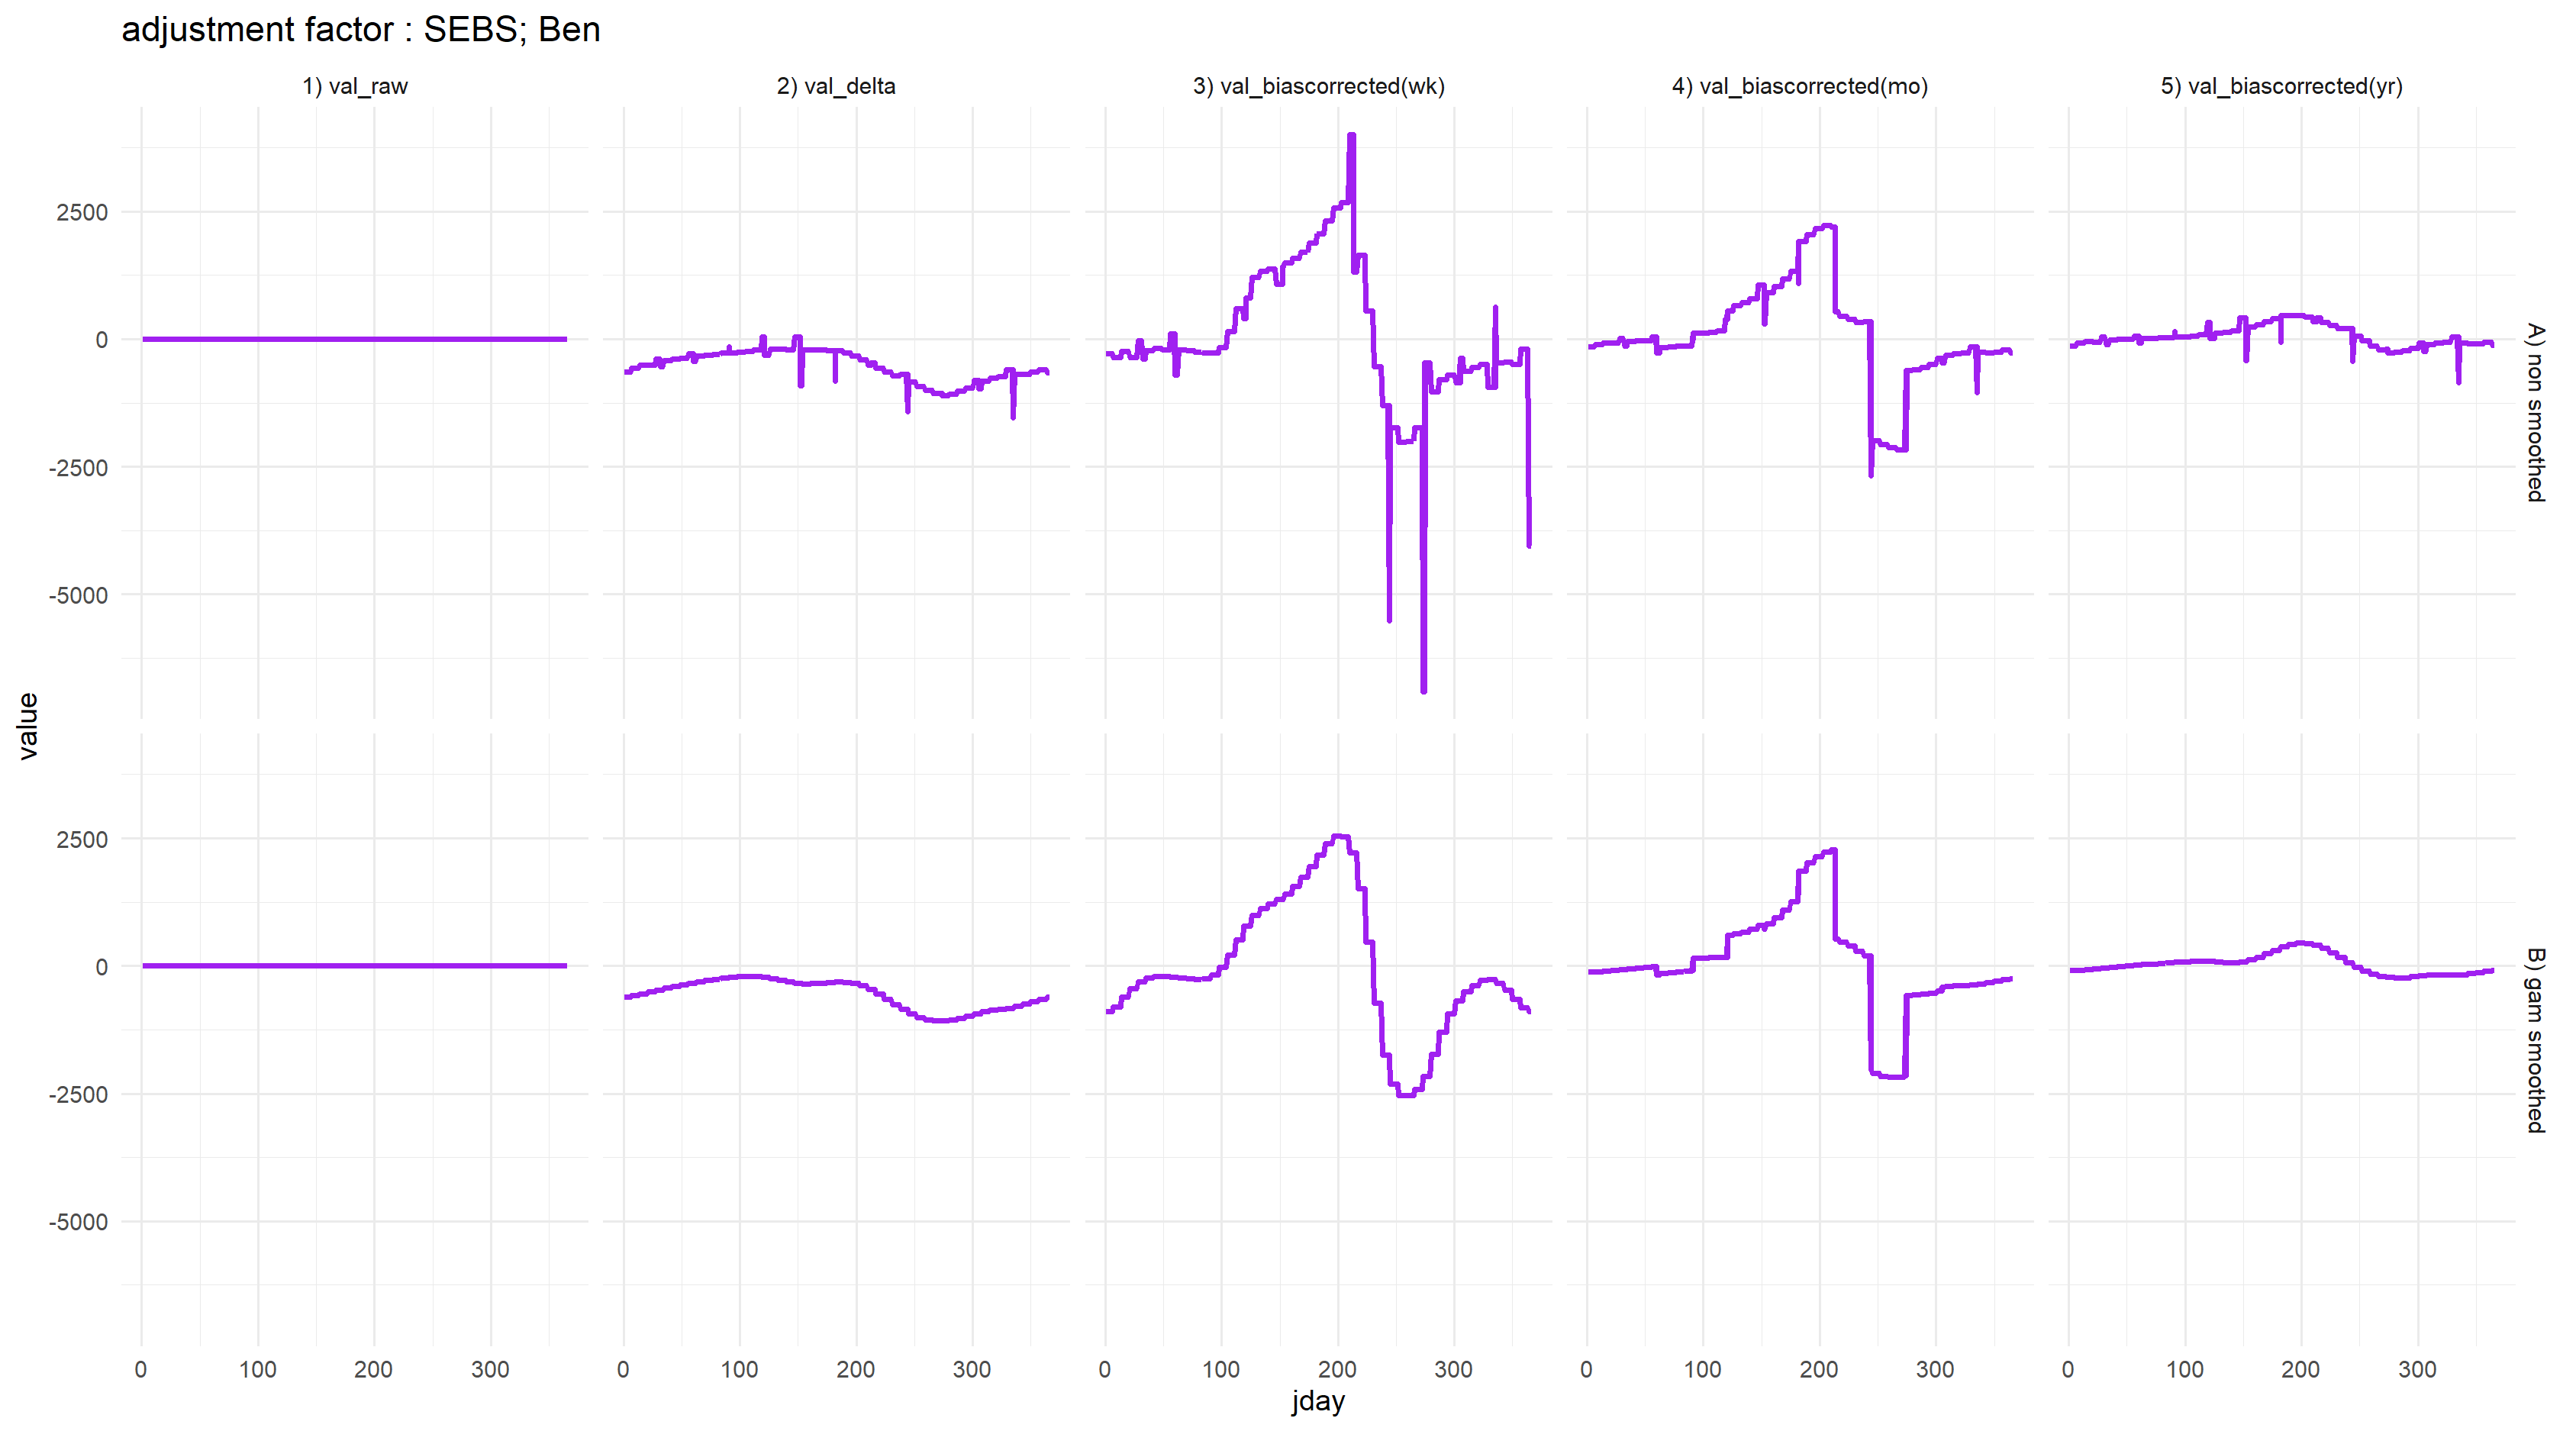 adjustment factor : SEBS; Ben
1) val_raw
2) val_delta
3) val_biascorrected(wk)
4) val_biascorrected(mo)
5) val_biascorrected(yr)
2500
0
-2500
-5000
A) non smoothed
value
2500
0
-2500
-5000
B) gam smoothed
0 100 200 300
0 100 200 300
0 100 200 300
0 100 200 300
0 100 200 300
jday